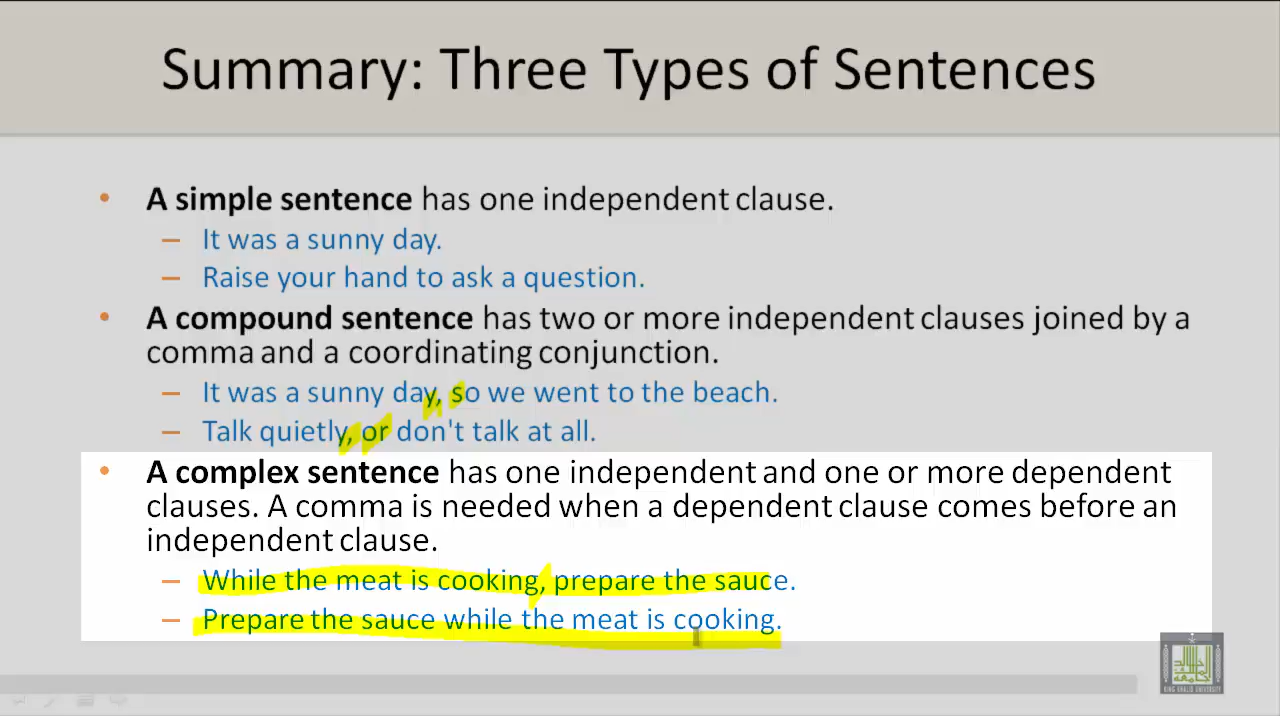 Summary: Three Types of Sentences
• A simple sentence has one independent clause.
– It was a sunny day.
– Raise your hand to ask a question.
• A compound sentence has two or more independent clauses joined by a
comma and a coordinating conjunction.
– It was a sunny day, so we went to the beach.
– Talk quietly, or don't talk at all.
• A complex sentence has one independent and one or more dependent
clauses. A comma is needed when a dependent clause comes before an
independent clause.
– While the meat is cooking, prepare the sauce.
– Prepare the sauce while the meat is cooking.
KING KHALID UNIVERSITY